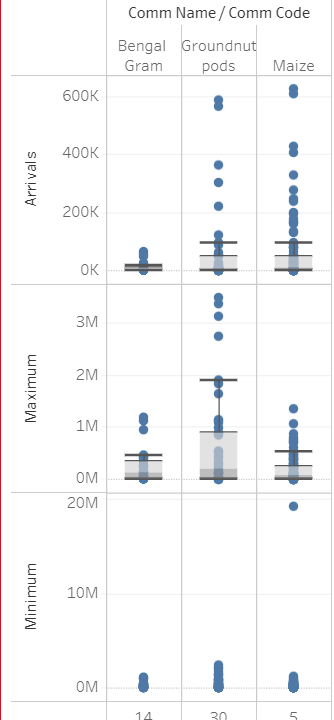 Comm Name / Comm Code
Bengal Gram
Groundnut pods
Maize
Arrivals
600K
400K
200K
0K
Maximum
3M
2M
1M
0M
Minimum
20M
10M
0M
14
30
5